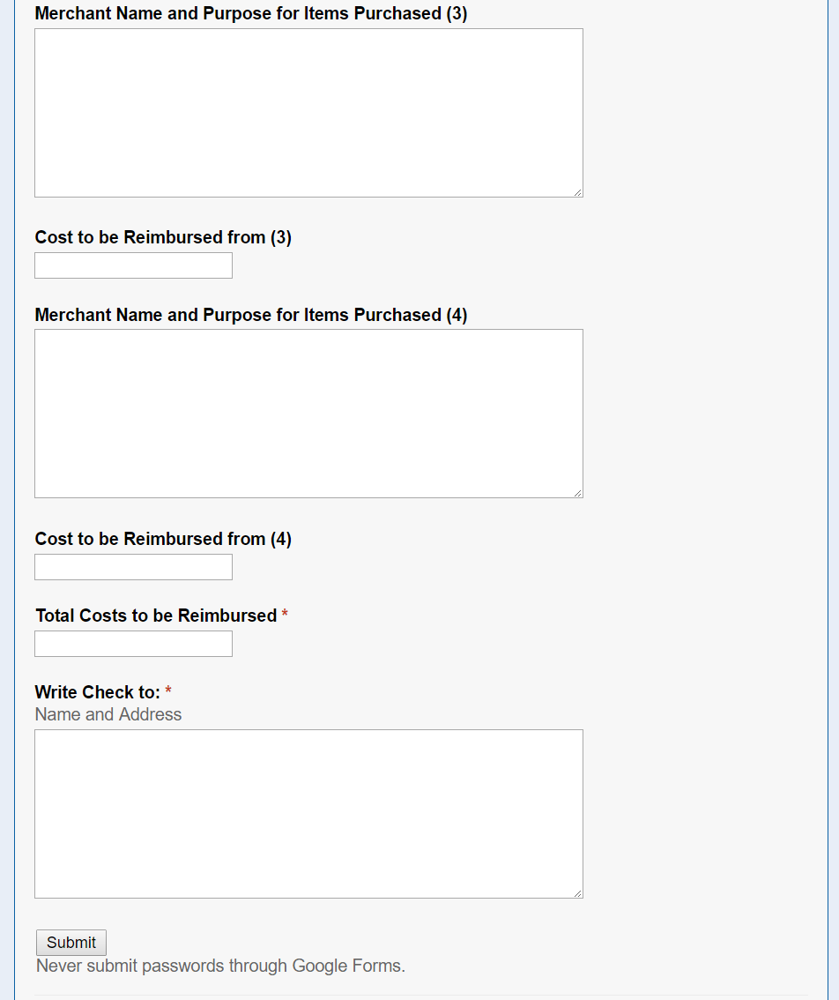 Merchant Name and Purpose for Items Purchased (3)
Cost to be Reimbursed from (3)
Merchant Name and Purpose for Items Purchased (4)
Cost to be Reimbursed from (4)
Total Costs to be Reimbursed *
Write Check to: *
Name and Address
Submit
Never submit passwords through Google Forms.